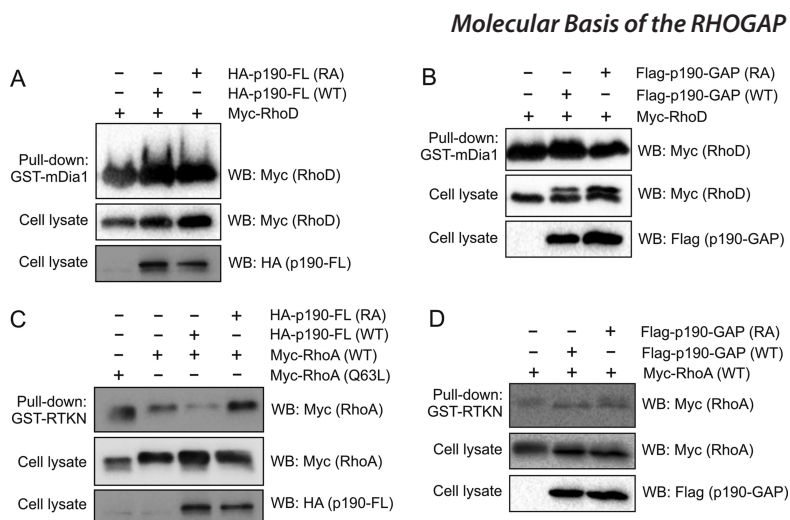 Molecular Basis of the RHOGAP
A
– – + HA-p190-FL (RA)
– + – HA-p190-FL (WT)
+ + + Myc-RhoD
Pull-down:
GST-mDia1
WB: Myc (RhoD)
Cell lysate WB: Myc (RhoD)
Cell lysate WB: HA (p190-FL)
B
– – + Flag-p190-GAP (RA)
– + – Flag-p190-GAP (WT)
+ + + Myc-RhoD
Pull-down:
GST-mDia1
WB: Myc (RhoD)
Cell lysate WB: Myc (RhoD)
Cell lysate WB: Flag (p190-GAP)
C
– – – + HA-p190-FL (RA)
– – + – HA-p190-FL (WT)
– + + + Myc-RhoA (WT)
+ – – – Myc-RhoA (Q63L)
Pull-down:
GST-RTKN
WB: Myc (RhoA)
Cell lysate WB: Myc (RhoA)
Cell lysate WB: HA (p190-FL)
D
– – + Flag-p190-GAP (RA)
– + – Flag-p190-GAP (WT)
+ + + Myc-RhoA (WT)
Pull-down:
GST-RTKN
WB: Myc (RhoA)
Cell lysate WB: Myc (RhoA)
Cell lysate WB: Flag (p190-GAP)